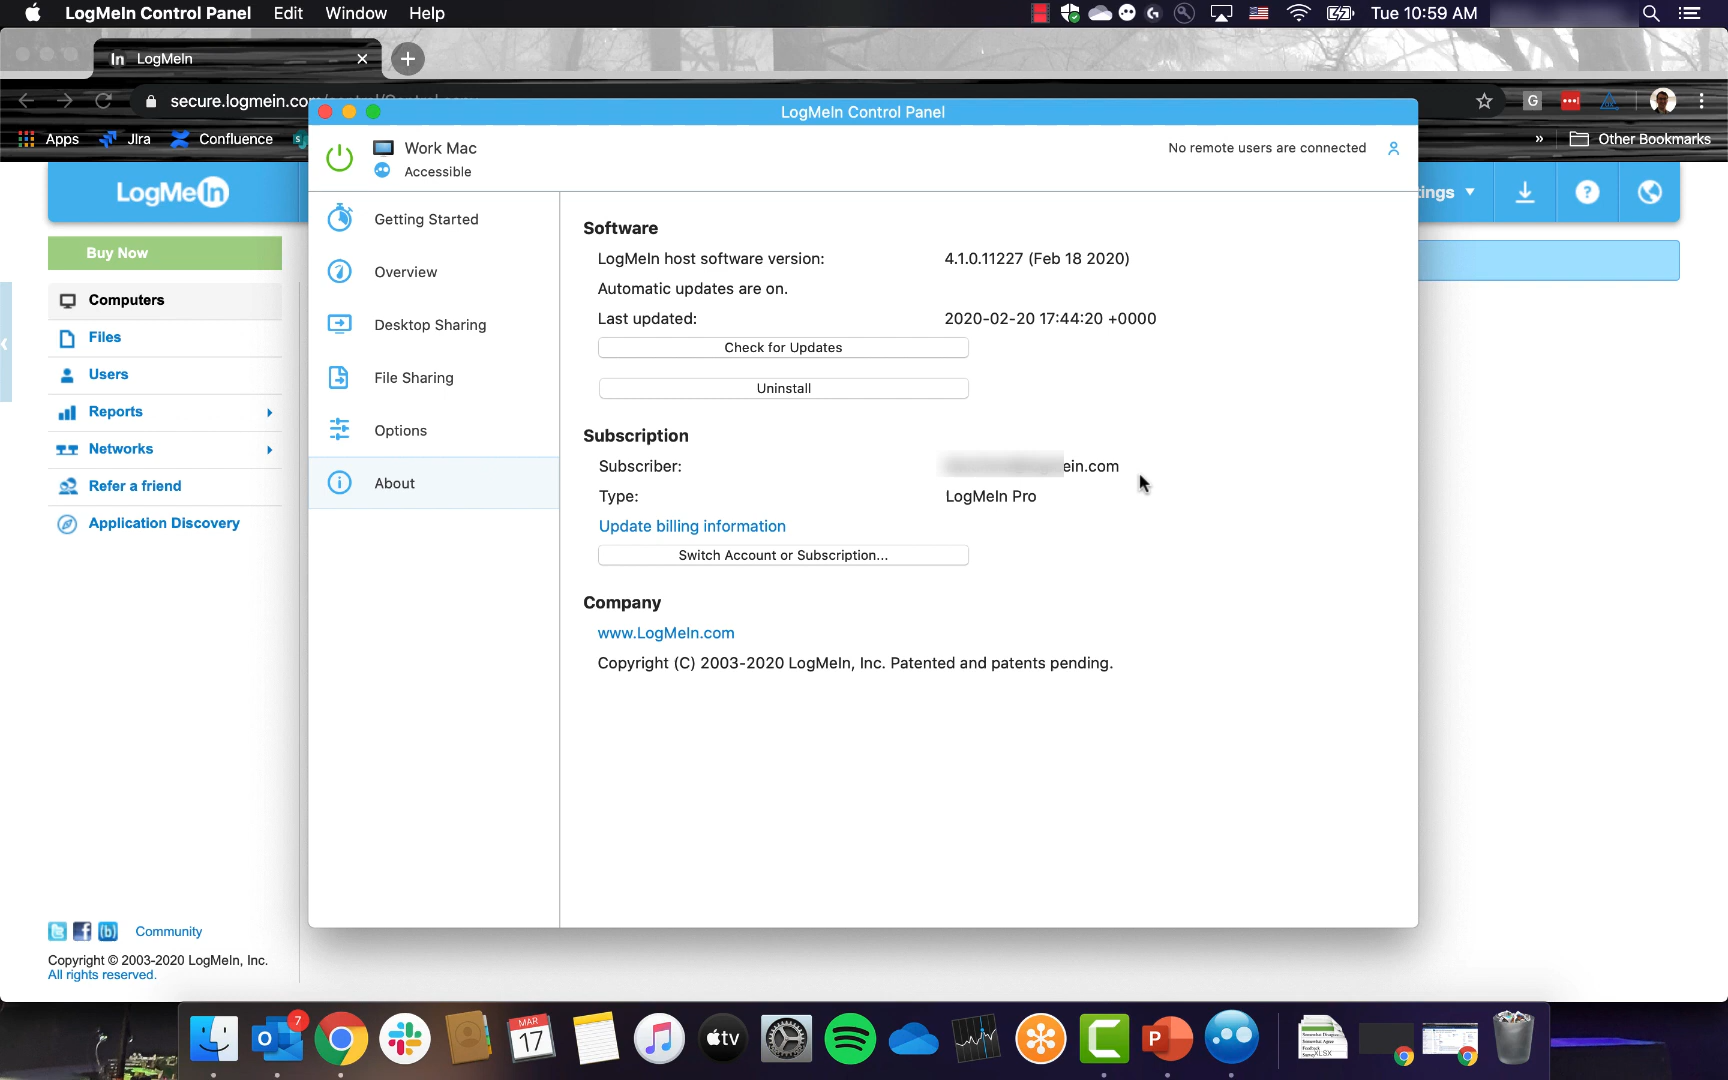 LogMeIn Control Panel Edit Window Help
Tue 10:59 AM
In LogMeIn
secure.logmein.com
Apps Jira Confluence
Other Bookmarks
LogMeIn Control Panel
Work Mac
Accessible
No remote users are connected
LogMeIn
Buy Now
Computers
Files
Users
Reports
Networks
Refer a friend
Application Discovery
Getting Started
Overview
Desktop Sharing
File Sharing
Options
About
Software
LogMeIn host software version: 4.1.0.11227 (Feb 18 2020)
Automatic updates are on.
Last updated: 2020-02-20 17:44:20 +0000
Check for Updates
Uninstall
Subscription
Subscriber: ein.com
Type: LogMeIn Pro
Update billing information
Switch Account or Subscription...
Company
www.LogMeIn.com
Copyright (C) 2003-2020 LogMeIn, Inc. Patented and patents pending.
tings
Community
Copyright © 2003-2020 LogMeIn, Inc.
All rights reserved.
7
MAR
17
tv
XLSX